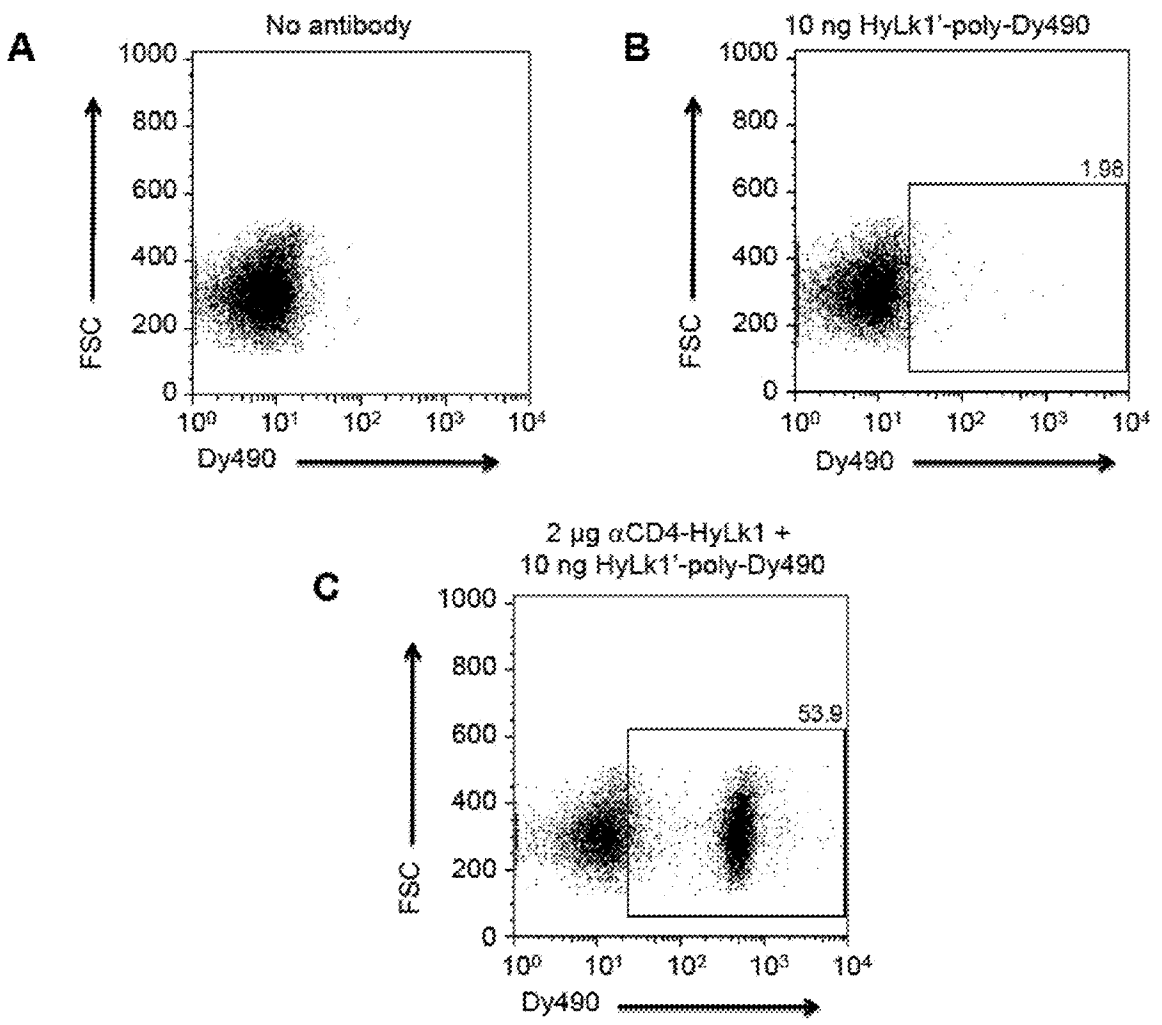 A
No antibody
1000
800
600
400
200
0
FSC
10⁰ 10¹ 10² 10³ 10⁴
Dy490
B
10 ng HyLk1'-poly-Dy490
1000
800
600
400
200
0
FSC
1.98
10⁰ 10¹ 10² 10³ 10⁴
Dy490
C
2 µg αCD4-HyLk1 +
10 ng HyLk1'-poly-Dy490
1000
800
600
400
200
0
FSC
53.9
10⁰ 10¹ 10² 10³ 10⁴
Dy490